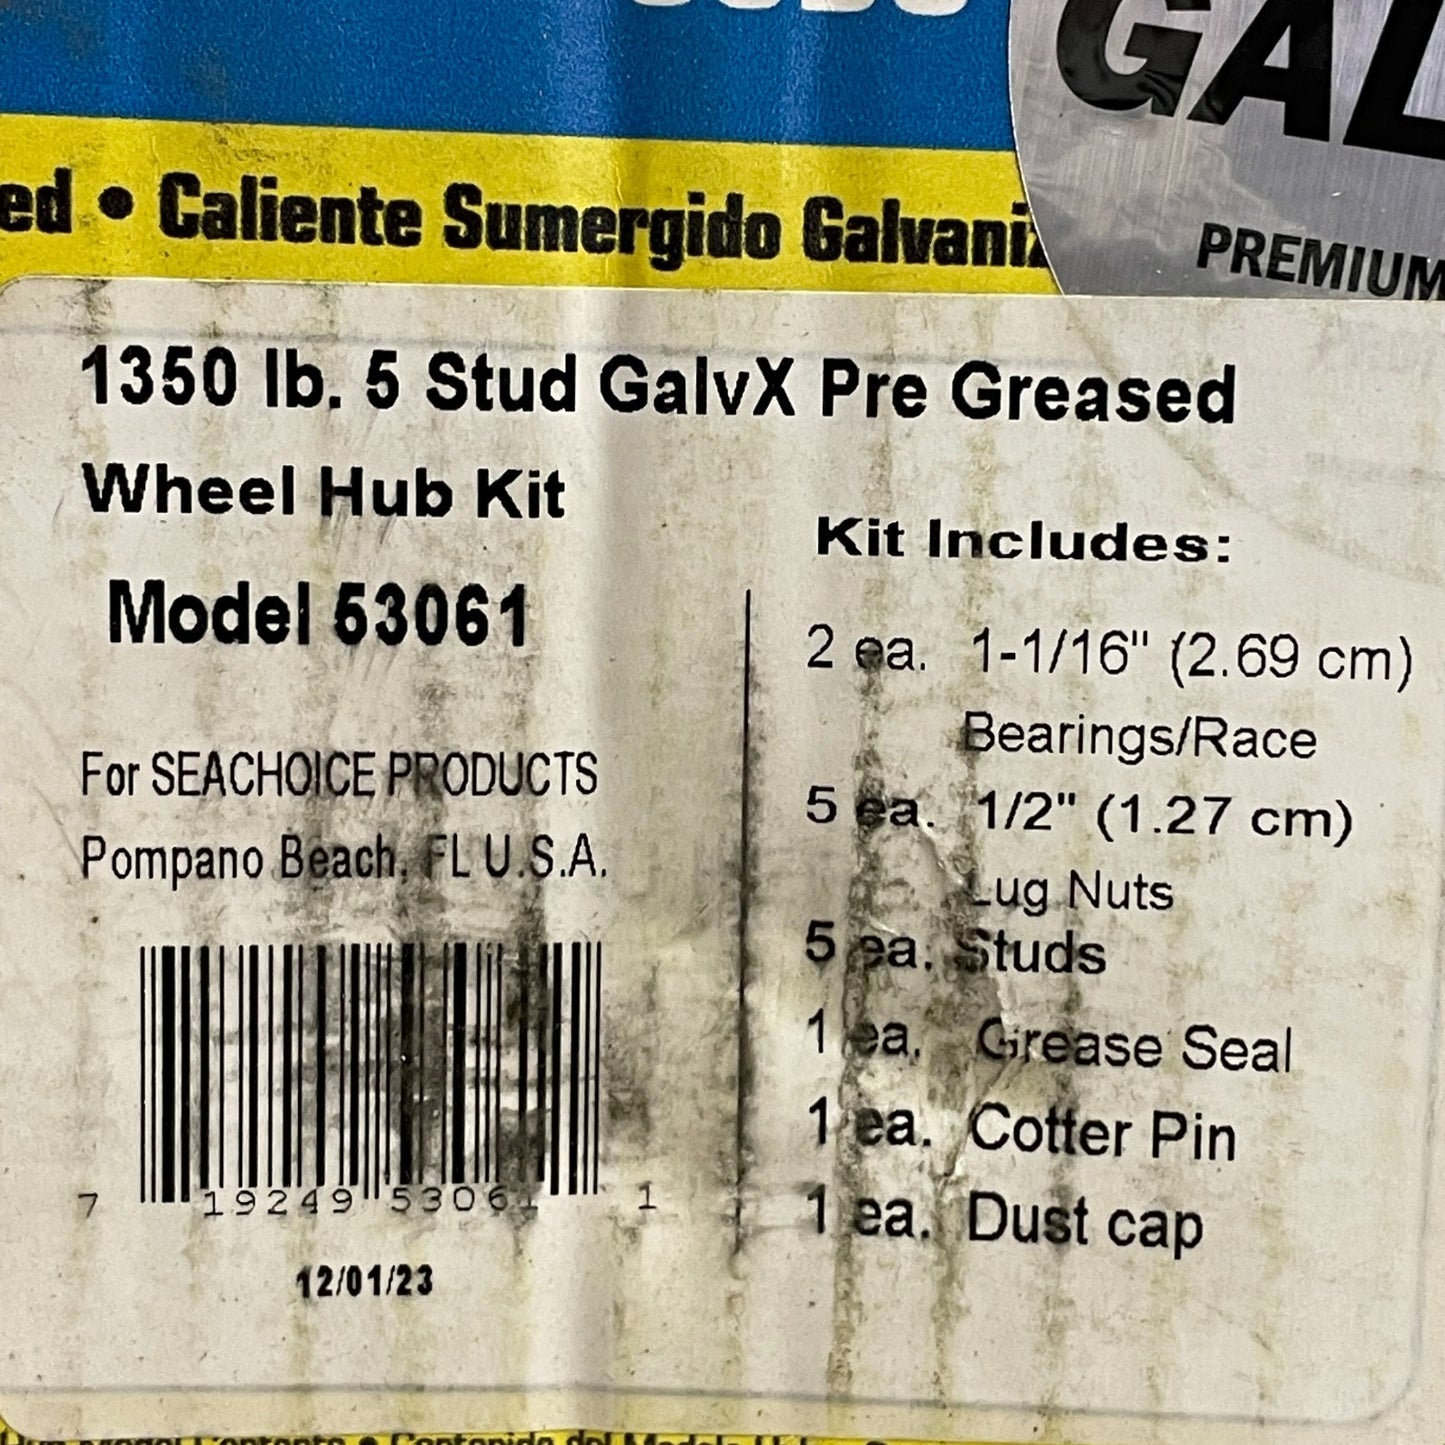 GAL
ed • Caliente Sumergido Galvaniz
PREMIUM
1350 lb. 5 Stud GalvX Pre Greased
Wheel Hub Kit
Model 53061
For SEACHOICE PRODUCTS
Pompano Beach, FL U.S.A.
7 19249 53061 1
12/01/23
Kit Includes:
2 ea. 1-1/16" (2.69 cm)
Bearings/Race
5 ea. 1/2" (1.27 cm)
Lug Nuts
5 ea. Studs
1 ea. Grease Seal
1 ea. Cotter Pin
1 ea. Dust cap